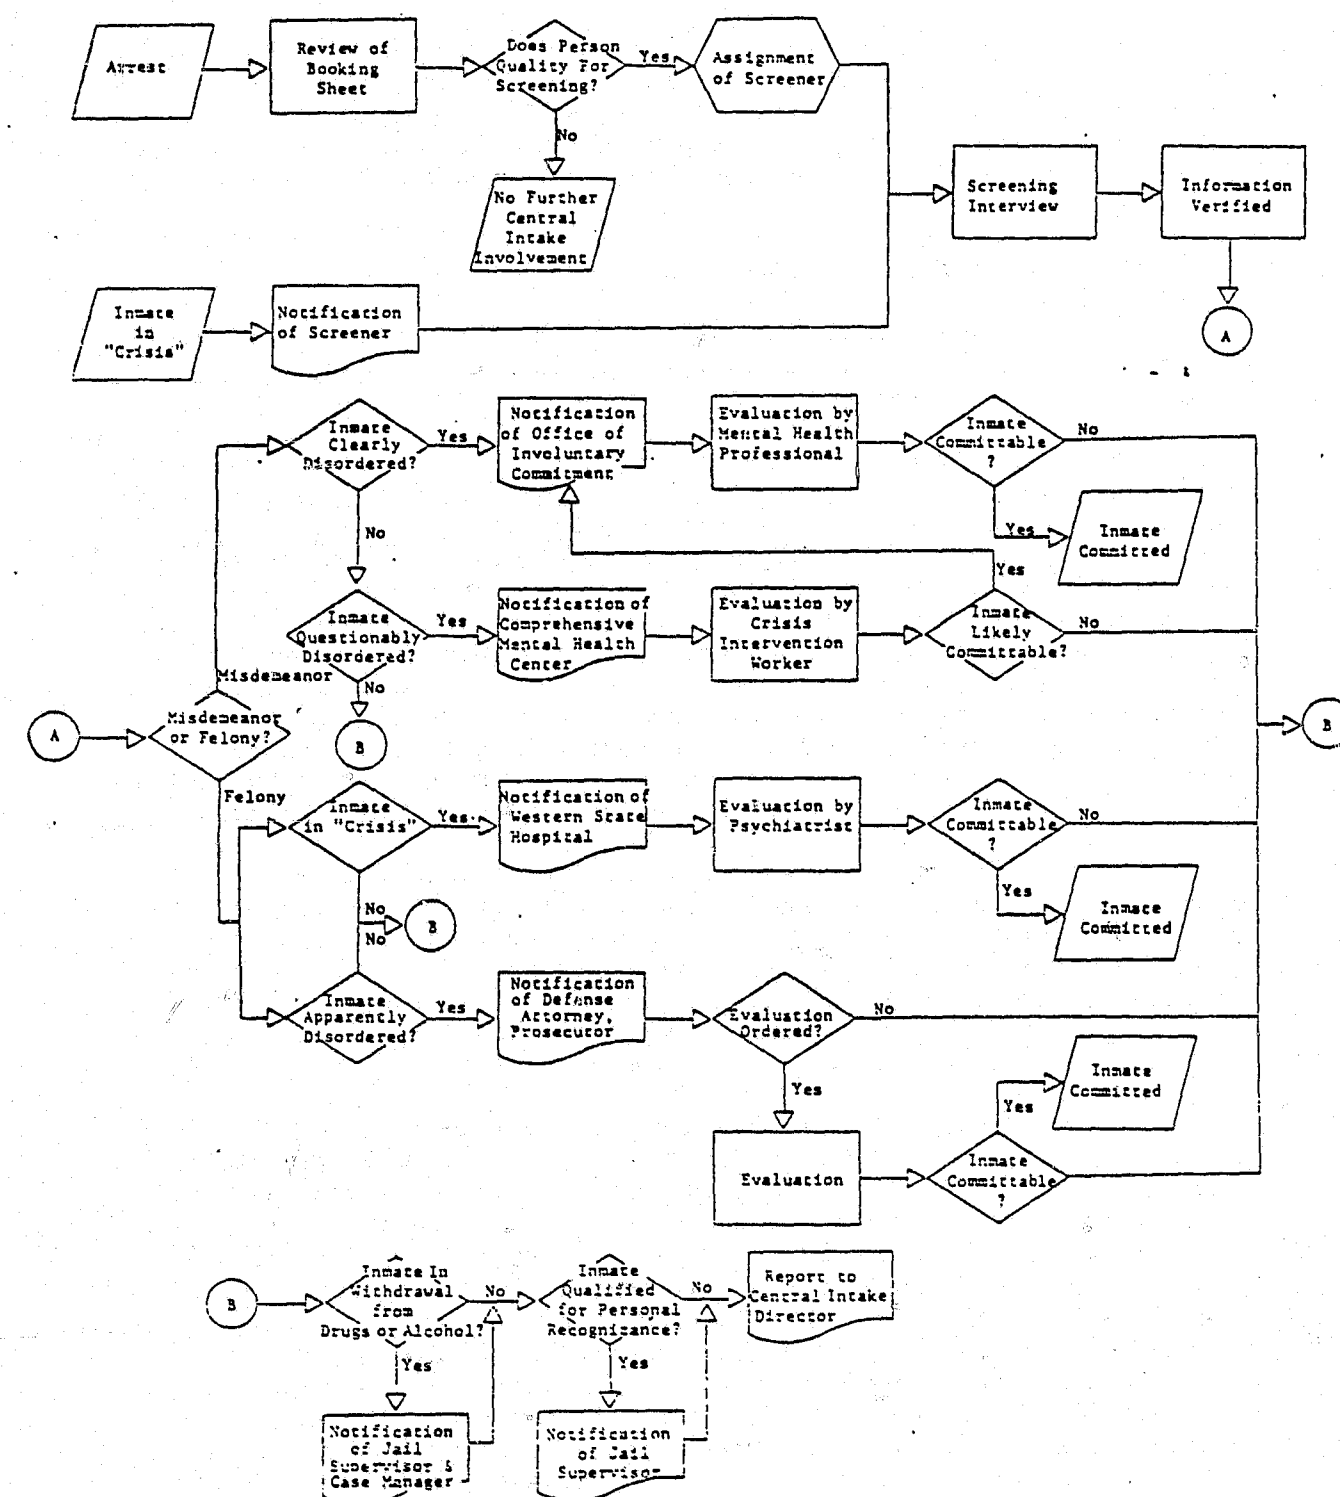 Arrest
Review of
Booking
Sheet
Does Person
Quality For
Screening?
Yes
Assignment
of Screener
No
No Further
Central
Intake
Involvement
Screening
Interview
Information
Verified
A
Inmate
in
"Crisis"
Notification
of Screener
Inmate
Clearly
Disordered?
Yes
Notification
of Office of
Involuntary
Commitment
Evaluation by
Mental Health
Professional
Inmate
Committable
?
No
Yes
Inmate
Committed
No
Yes
Inmate
Questionably
Disordered?
Yes
Notification of
Comprehensive
Mental Health
Center
Evaluation by
Crisis
Intervention
Worker
Inmate
Likely
Committable?
No
Misdemeanor
No
B
A
Misdemeanor
or Felony?
B
Felony
Inmate
in "Crisis"
Yes
Notification of
Western State
Hospital
Evaluation by
Psychiatrist
Inmate
Committable
?
No
Yes
Inmate
Committed
No
No
B
Inmate
Apparently
Disordered?
Yes
Notification
of Defense
Attorney,
Prosecutor
Evaluation
Ordered?
No
Yes
Inmate
Committed
Yes
Evaluation
Inmate
Committable
?
B
Inmate In
Withdrawal
from
Drugs or Alcohol?
No
Inmate
Qualified
for Personal
Recognizance?
No
Report to
Central Intake
Director
Yes
Yes
Notification
of Jail
Supervisor &
Case Manager
Notification
of Jail
Supervisor